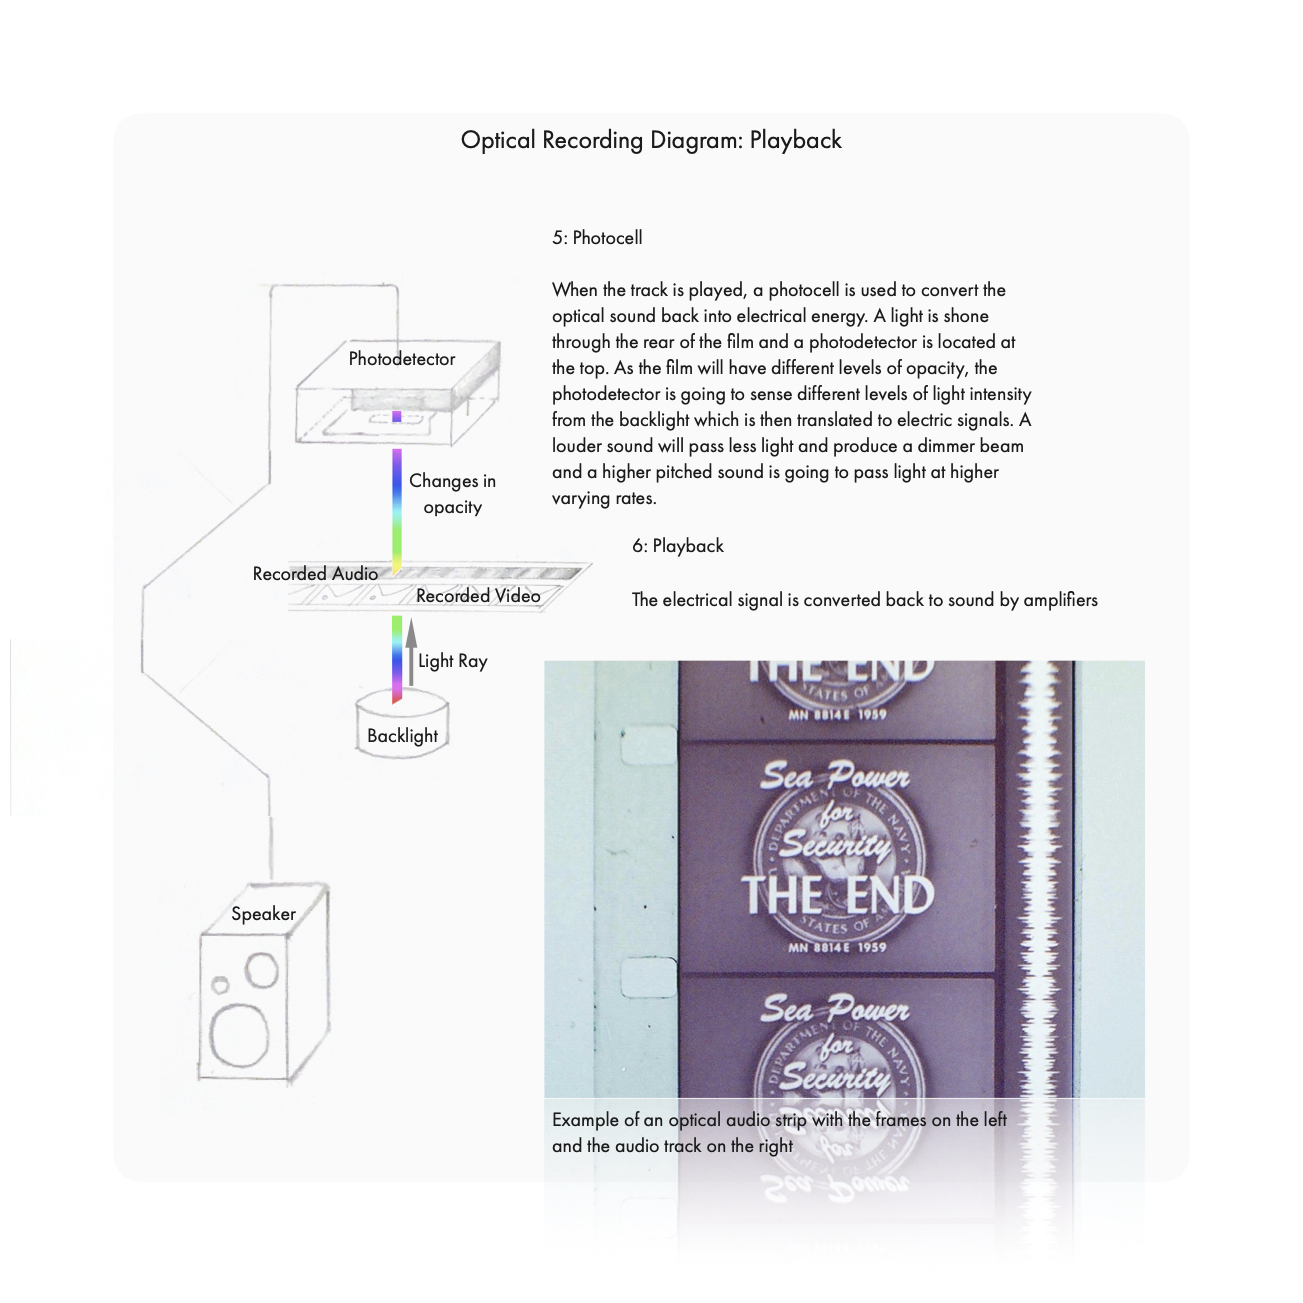 Optical Recording Diagram: Playback
5: Photocell
When the track is played, a photocell is used to convert the
optical sound back into electrical energy. A light is shone
through the rear of the film and a photodetector is located at
the top. As the film will have different levels of opacity, the
photodetector is going to sense different levels of light intensity
from the backlight which is then translated to electric signals. A
louder sound will pass less light and produce a dimmer beam
and a higher pitched sound is going to pass light at higher
varying rates.
6: Playback
The electrical signal is converted back to sound by amplifiers
Photodetector
Changes in
opacity
Recorded Audio
Recorded Video
Light Ray
Backlight
Speaker
THE END
STATES OF A
MN 8814E 1959
Sea Power
for
Security
DEPARTMENT OF THE NAVY
THE END
STATES OF A
MN 8814E 1959
Sea Power
for
Security
DEPARTMENT OF THE NAVY
Example of an optical audio strip with the frames on the left
and the audio track on the right